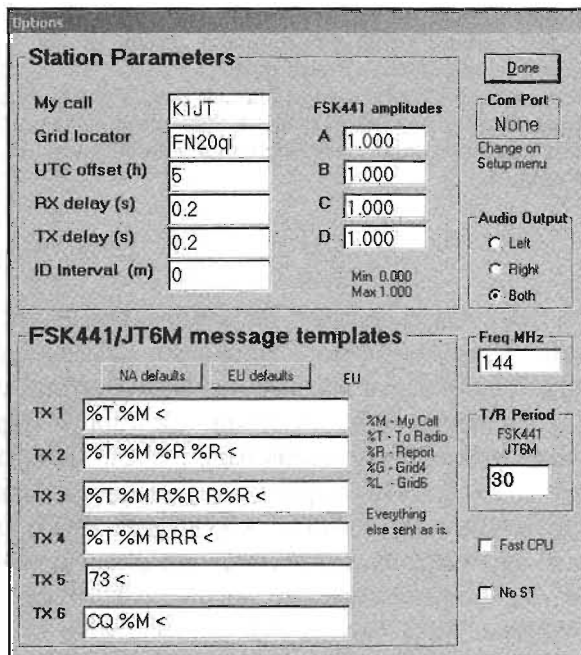 Options
Station Parameters
My call K1JT
Grid locator FN20qi
UTC offset (h) 5
RX delay (s) 0.2
TX delay (s) 0.2
ID Interval (m) 0
FSK441 amplitudes
A 1.000
B 1.000
C 1.000
D 1.000
Min 0.000
Max 1.000
Done
Com Port
None
Change on
Setup menu
Audio Output
Left
Right
Both
FSK441/JT6M message templates
NA defaults EU defaults EU
TX 1 %T %M <
TX 2 %T %M %R %R <
TX 3 %T %M R%R R%R <
TX 4 %T %M RRR <
TX 5 73 <
TX 6 CQ %M <
%M - My Call
%T - To Radio
%R - Report
%G - Grid4
%L - Grid6
Everything
else sent as is.
Freq MHz
144
T/R Period
FSK441
JT6M
30
Fast CPU
No ST